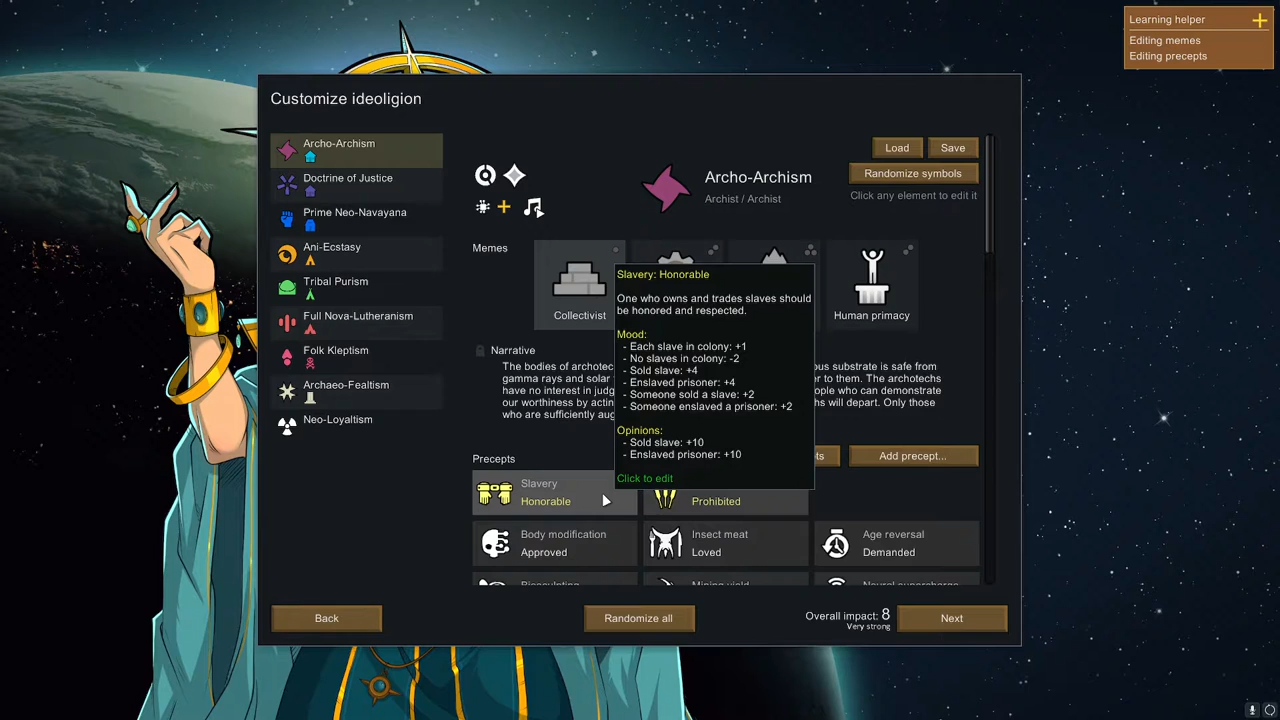 Learning helper
Editing memes
Editing precepts
Customize ideoligion
Archo-Archism
Doctrine of Justice
Prime Neo-Navayana
Ani-Ecstasy
Tribal Purism
Full Nova-Lutheranism
Folk Kleptism
Archaeo-Fealtism
Neo-Loyaltism
Load
Save
Randomize symbols
Click any element to edit it
Archo-Archism
Archist / Archist
Memes
Collectivist
Human primacy
Slavery: Honorable
One who owns and trades slaves should
be honored and respected.
Mood:
- Each slave in colony: +1
- No slaves in colony: -2
- Sold slave: +4
- Enslaved prisoner: +4
- Someone sold a slave: +2
- Someone enslaved a prisoner: +2
Opinions:
- Sold slave: +10
- Enslaved prisoner: +10
Click to edit
Narrative
The bodies of archotec
substrate is safe from
gamma rays and solar
er to them. The archotechs
have no interest in judg
ople who can demonstrate
our worthiness by actin
hs will depart. Only those
who are sufficiently aug
Precepts
Add precept...
Slavery
Honorable
Prohibited
Body modification
Approved
Insect meat
Loved
Age reversal
Demanded
Back
Randomize all
Overall impact: 8
Very strong
Next